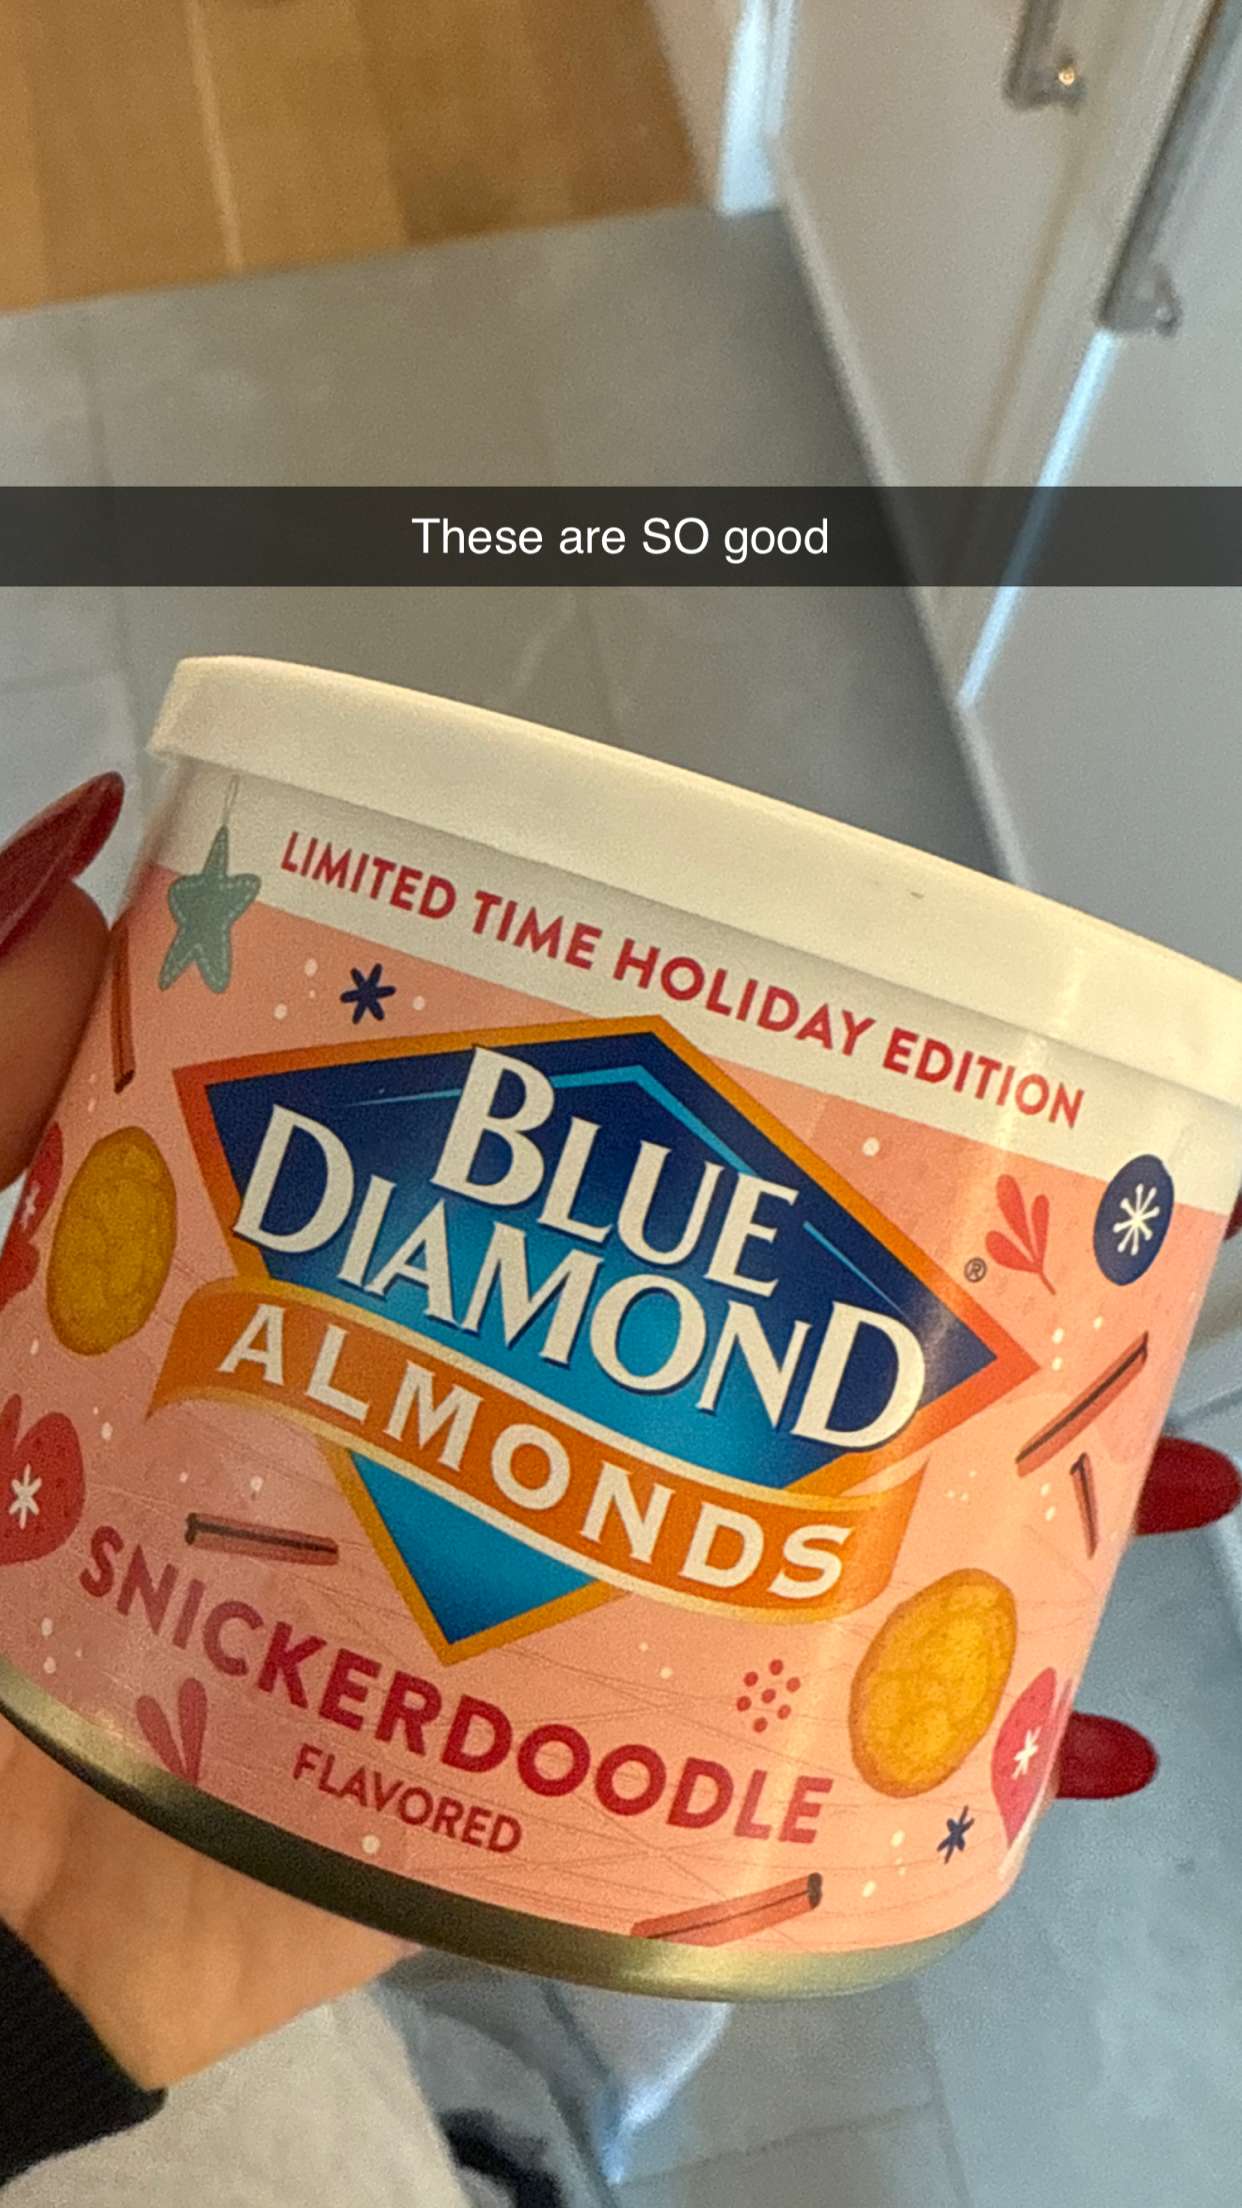 These are SO good
LIMITED TIME HOLIDAY EDITION
BLUE
DIAMOND
®
ALMONDS
SNICKERDOODLE
FLAVORED